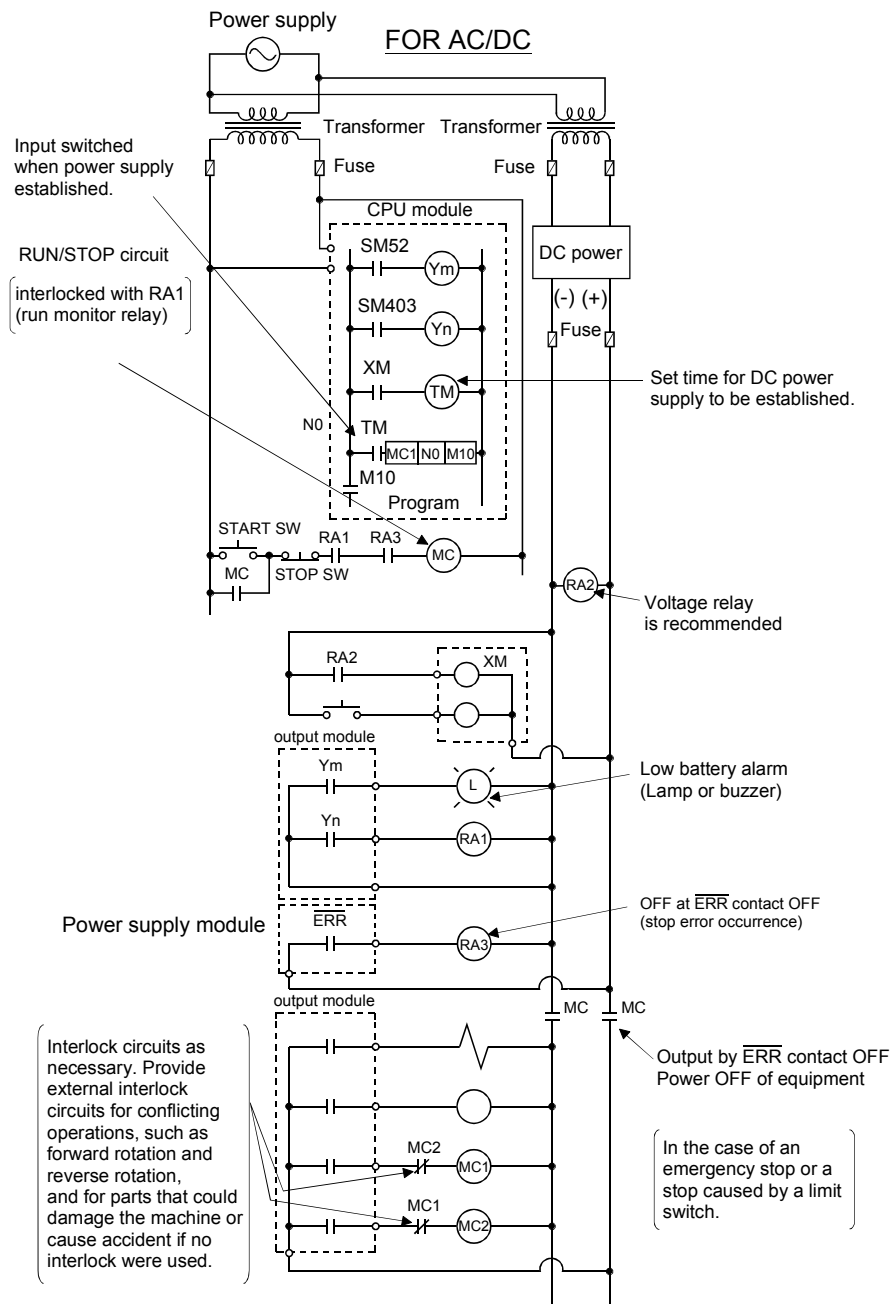 Power supply
FOR AC/DC
Transformer
Transformer
Input switched
when power supply
established.
Fuse
Fuse
CPU module
RUN/STOP circuit
interlocked with RA1
(run monitor relay)
SM52
Ym
DC power
(-) (+)
Fuse
SM403
Yn
XM
TM
Set time for DC power
supply to be established.
N0
TM
MC1 N0 M10
M10
Program
START SW
RA1
RA3
MC
STOP SW
MC
RA2
Voltage relay
is recommended
RA2
XM
output module
Ym
L
Low battery alarm
(Lamp or buzzer)
Yn
RA1
Power supply module
ERR
RA3
OFF at ERR contact OFF
(stop error occurrence)
output module
MC
MC
Output by ERR contact OFF
Power OFF of equipment
Interlock circuits as
necessary. Provide
external interlock
circuits for conflicting
operations, such as
forward rotation and
reverse rotation,
and for parts that could
damage the machine or
cause accident if no
interlock were used.
MC2
MC1
MC1
MC2
In the case of an
emergency stop or a
stop caused by a limit
switch.